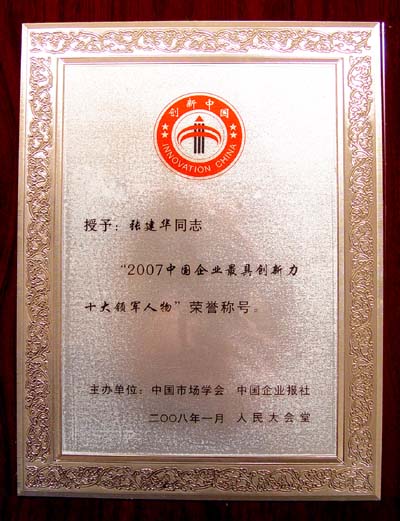 创新中国
INNOVATION CHINA
授予：张建华同志
“2007中国企业最具创新力
十大领军人物”荣誉称号。
主办单位：中国市场学会 中国企业报社
二〇〇八年一月 人民大会堂